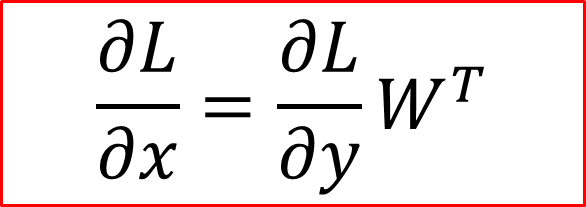 ∂L/∂x = ∂L/∂y W^T